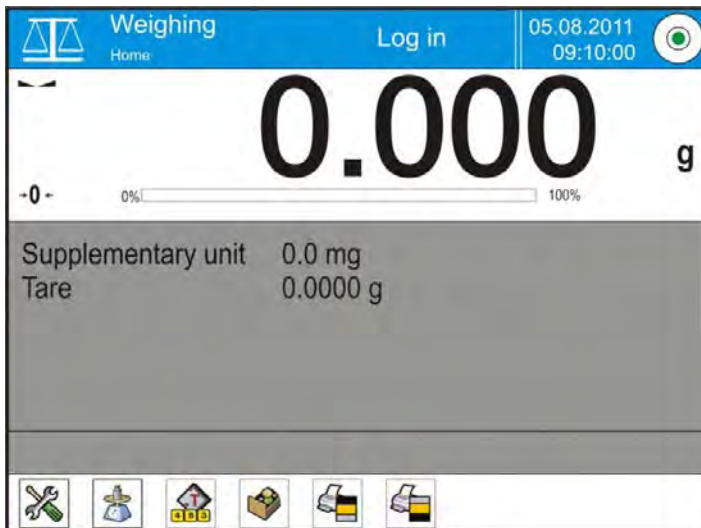 Weighing
Home
Log in
05.08.2011
09:10:00
0.000 g
→0←
0% 100%
Supplementary unit 0.0 mg
Tare 0.0000 g
T